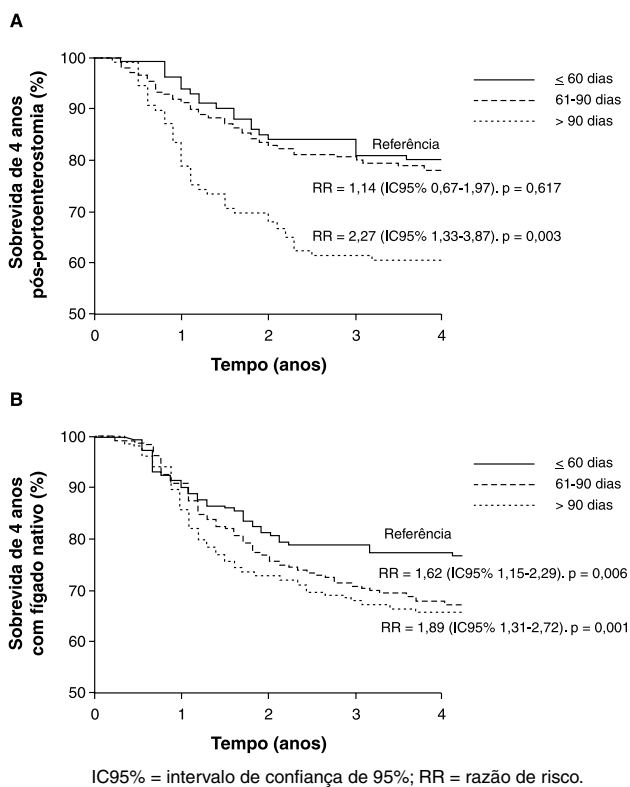 A
Sobrevida de 4 anos
pós-portoenterostomia (%)
100
90
80
70
60
50
0
1
2
3
4
Tempo (anos)
≤ 60 dias
61-90 dias
> 90 dias
Referência
RR = 1,14 (IC95% 0,67-1,97). p = 0,617
RR = 2,27 (IC95% 1,33-3,87). p = 0,003
B
Sobrevida de 4 anos
com fígado nativo (%)
100
90
80
70
60
50
0
1
2
3
4
Tempo (anos)
≤ 60 dias
61-90 dias
> 90 dias
Referência
RR = 1,62 (IC95% 1,15-2,29). p = 0,006
RR = 1,89 (IC95% 1,31-2,72). p = 0,001
IC95% = intervalo de confiança de 95%; RR = razão de risco.